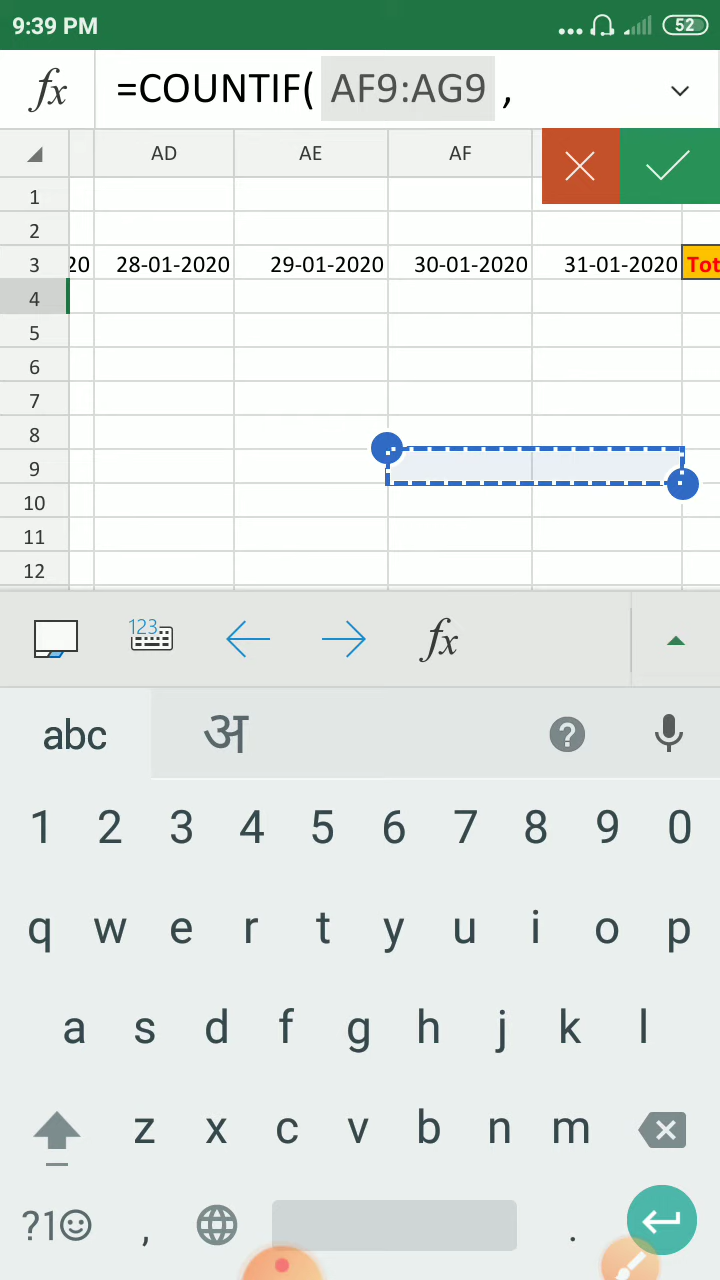 9:39 PM
52
fx =COUNTIF( AF9:AG9 ,
AD AE AF
1
2
3 20 28-01-2020 29-01-2020 30-01-2020 31-01-2020 Tot
4
5
6
7
8
9
10
11
12
123 fx
abc अ ?
1 2 3 4 5 6 7 8 9 0
q w e r t y u i o p
a s d f g h j k l
z x c v b n m
?1 , .